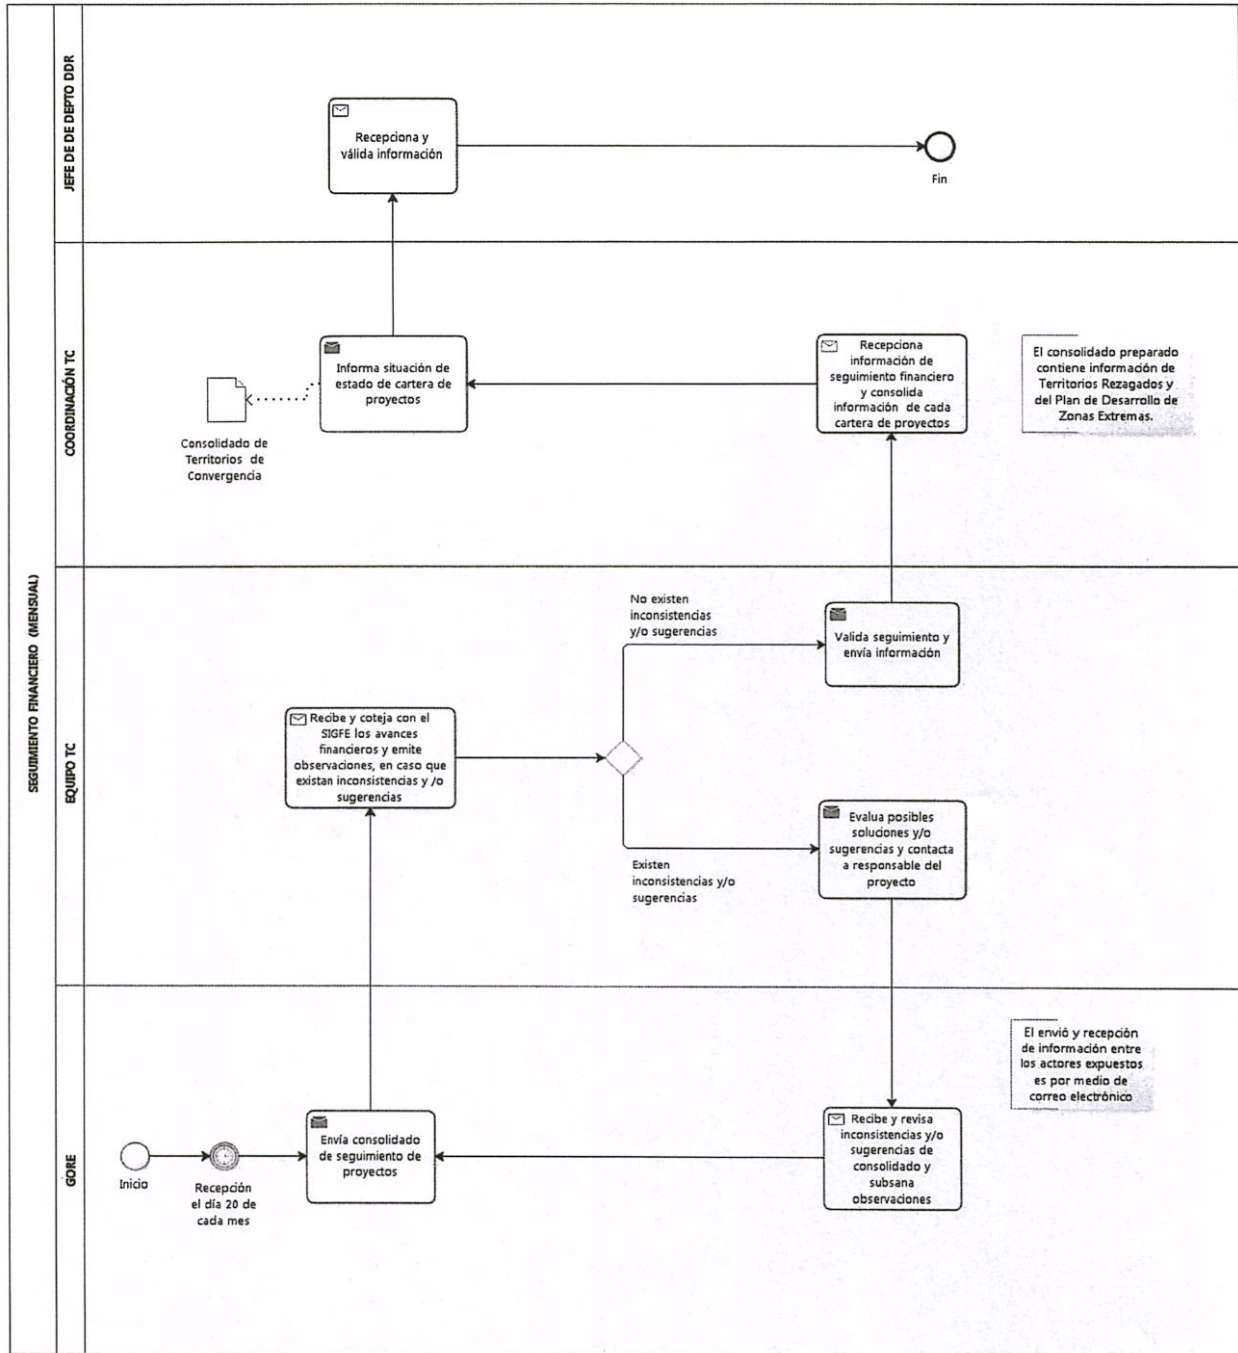 SEGUIMIENTO FINANCIERO (MENSUAL)
JEFE DE DE DEPTO DDR
Recepciona y
válida información
Fin
COORDINACIÓN TC
Informa situación de
estado de cartera de
proyectos
Consolidado de
Territorios de
Convergencia
Recepciona
información de
seguimiento financiero
y consolida
información de cada
cartera de proyectos
El consolidado preparado
contiene información de
Territorios Rezagados y
del Plan de Desarrollo de
Zonas Extremas.
EQUIPO TC
Recibe y coteja con el
SIGFE los avances
financieros y emite
observaciones, en caso que
existan inconsistencias y /o
sugerencias
No existen
inconsistencias
y/o sugerencias
Valida seguimiento y
envía información
Existen
inconsistencias y/o
sugerencias
Evalua posibles
soluciones y/o
sugerencias y contacta
a responsable del
proyecto
GORE
Inicio
Recepción
el día 20 de
cada mes
Envía consolidado
de seguimiento de
proyectos
Recibe y revisa
inconsistencias y/o
sugerencias de
consolidado y
subsana
observaciones
El envió y recepción
de información entre
los actores expuestos
es por medio de
correo electrónico